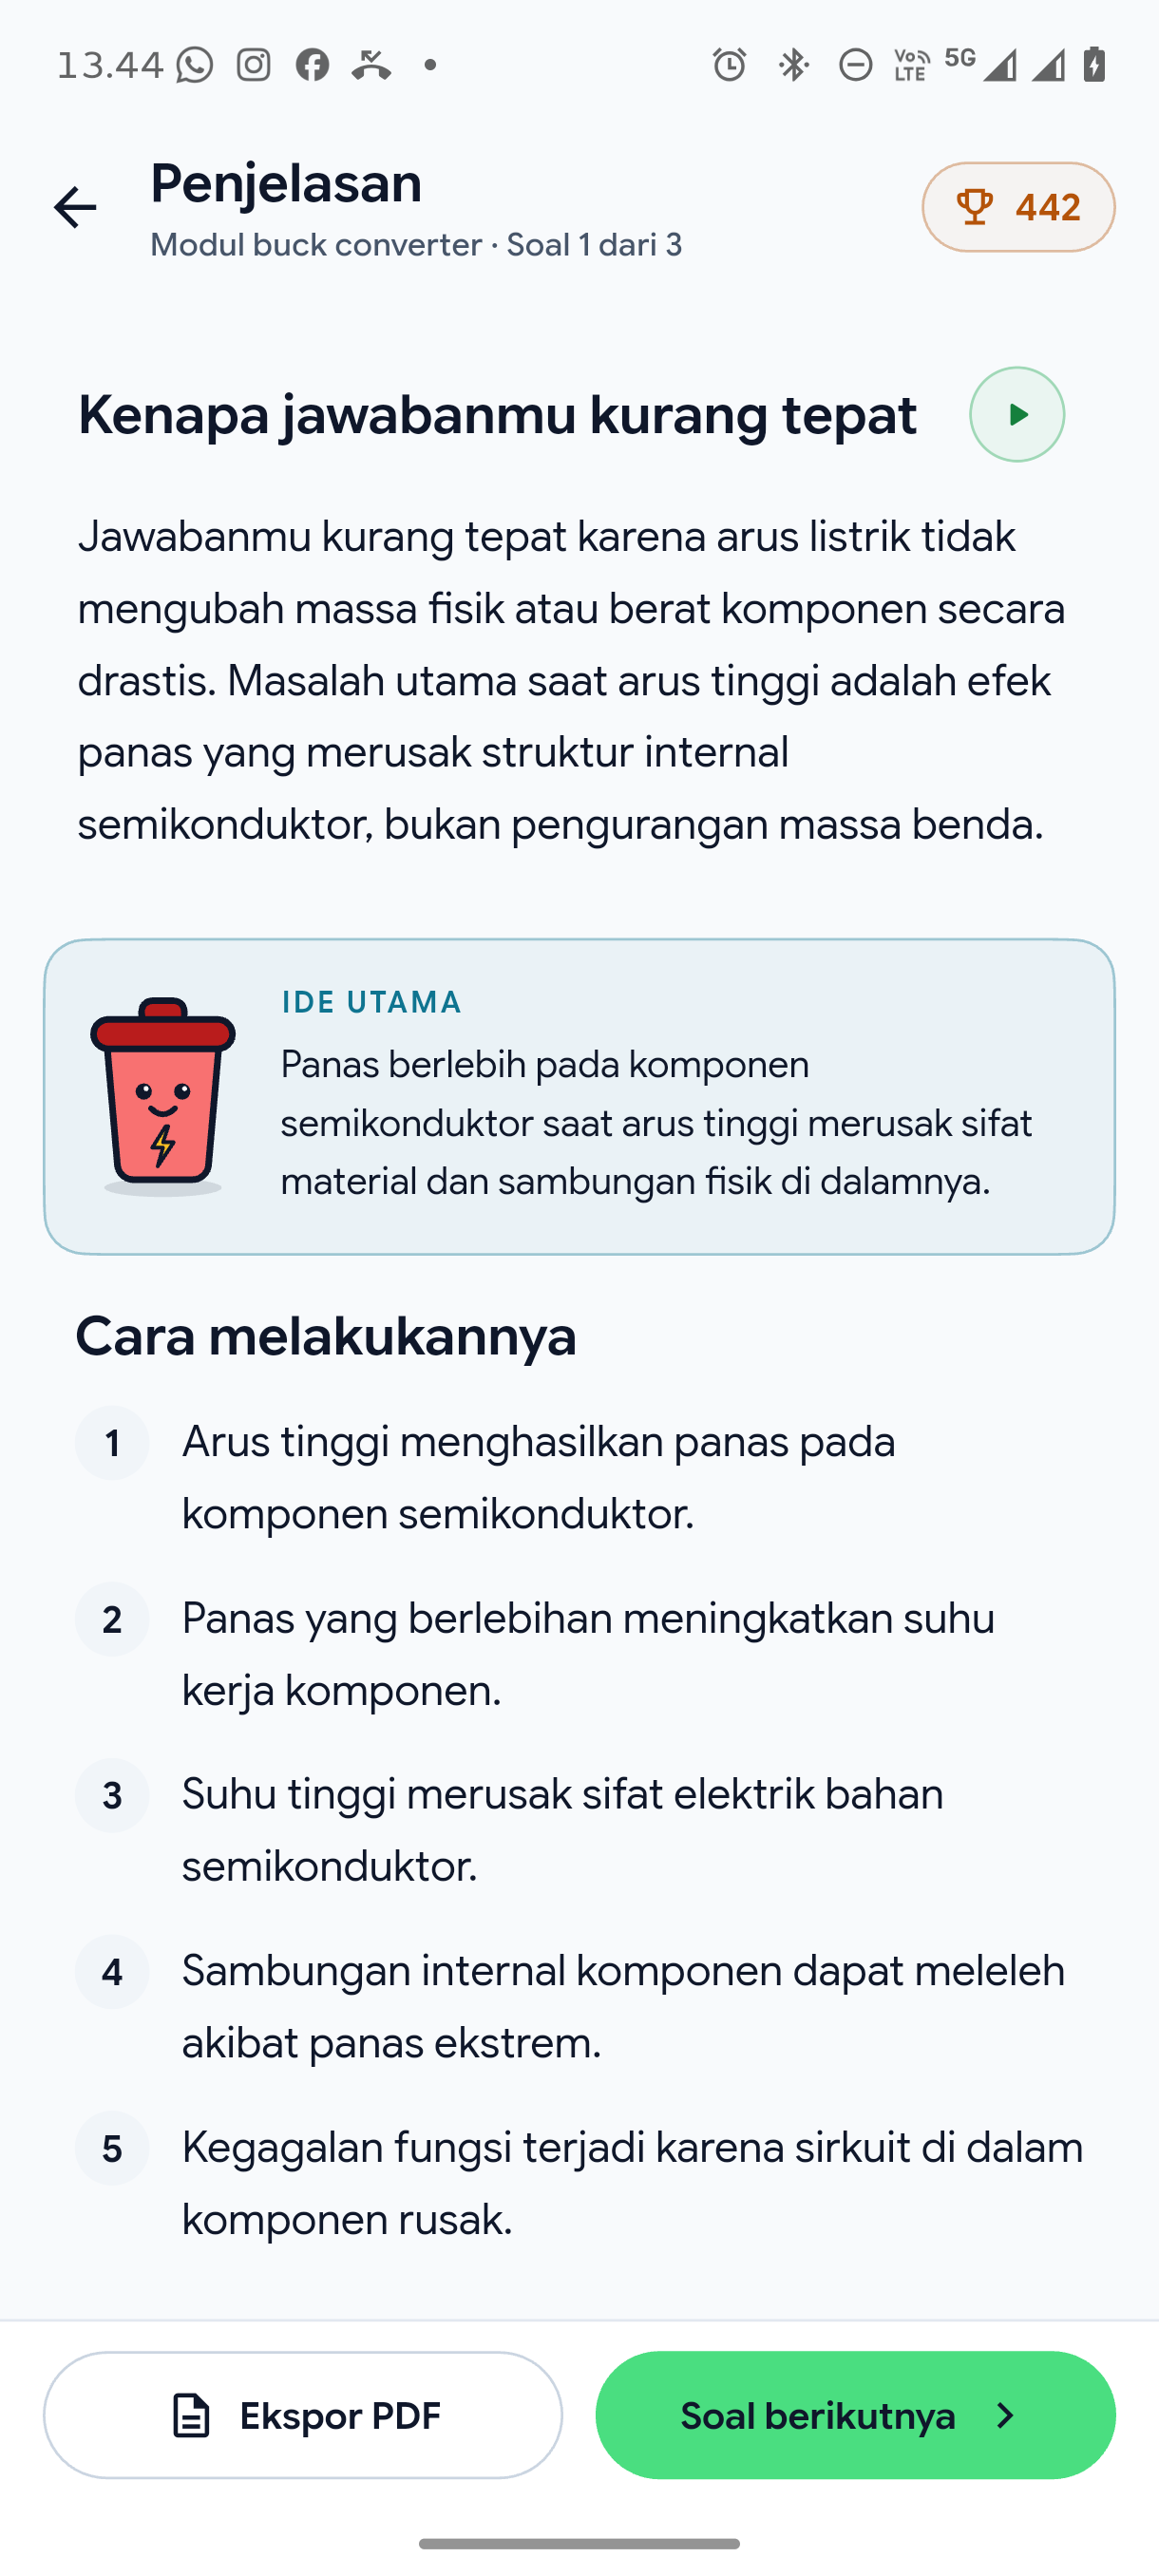 13.44
Vo LTE 5G
Penjelasan
Modul buck converter · Soal 1 dari 3
442
Kenapa jawabanmu kurang tepat
Jawabanmu kurang tepat karena arus listrik tidak
mengubah massa fisik atau berat komponen secara
drastis. Masalah utama saat arus tinggi adalah efek
panas yang merusak struktur internal
semikonduktor, bukan pengurangan massa benda.
IDE UTAMA
Panas berlebih pada komponen
semikonduktor saat arus tinggi merusak sifat
material dan sambungan fisik di dalamnya.
Cara melakukannya
1 Arus tinggi menghasilkan panas pada
komponen semikonduktor.
2 Panas yang berlebihan meningkatkan suhu
kerja komponen.
3 Suhu tinggi merusak sifat elektrik bahan
semikonduktor.
4 Sambungan internal komponen dapat meleleh
akibat panas ekstrem.
5 Kegagalan fungsi terjadi karena sirkuit di dalam
komponen rusak.
Ekspor PDF
Soal berikutnya